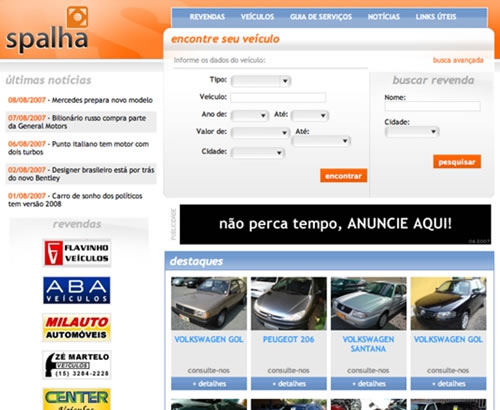 spalha
REVENDAS VEÍCULOS GUIA DE SERVIÇOS NOTÍCIAS LINKS ÚTEIS
encontre seu veículo
Informe os dados do veículo:
busca avançada
Tipo:
Veículo:
Ano de: Até:
Valor de: Até:
Cidade:
encontrar
buscar revenda
Nome:
Cidade:
pesquisar
últimas notícias
08/08/2007 - Mercedes prepara novo modelo
07/08/2007 - Bilionário russo compra parte
da General Motors
06/08/2007 - Punto italiano tem motor com
dois turbos
02/08/2007 - Designer brasileiro está por trás
do novo Bentley
01/08/2007 - Carro de sonho dos políticos
tem versão 2008
revendas
FLAVINHO
VEÍCULOS
ABA
VEÍCULOS
MILAUTO
AUTOMÓVEIS
ZÉ MARTELO
VEÍCULOS
(15) 3284-2228
CENTER
PUBLICIDADE
não perca tempo, ANUNCIE AQUI!
destaques
VOLKSWAGEN GOL
consulte-nos
+ detalhes
PEUGEOT 206
consulte-nos
+ detalhes
VOLKSWAGEN
SANTANA
consulte-nos
+ detalhes
VOLKSWAGEN GOL
consulte-nos
+ detalhes